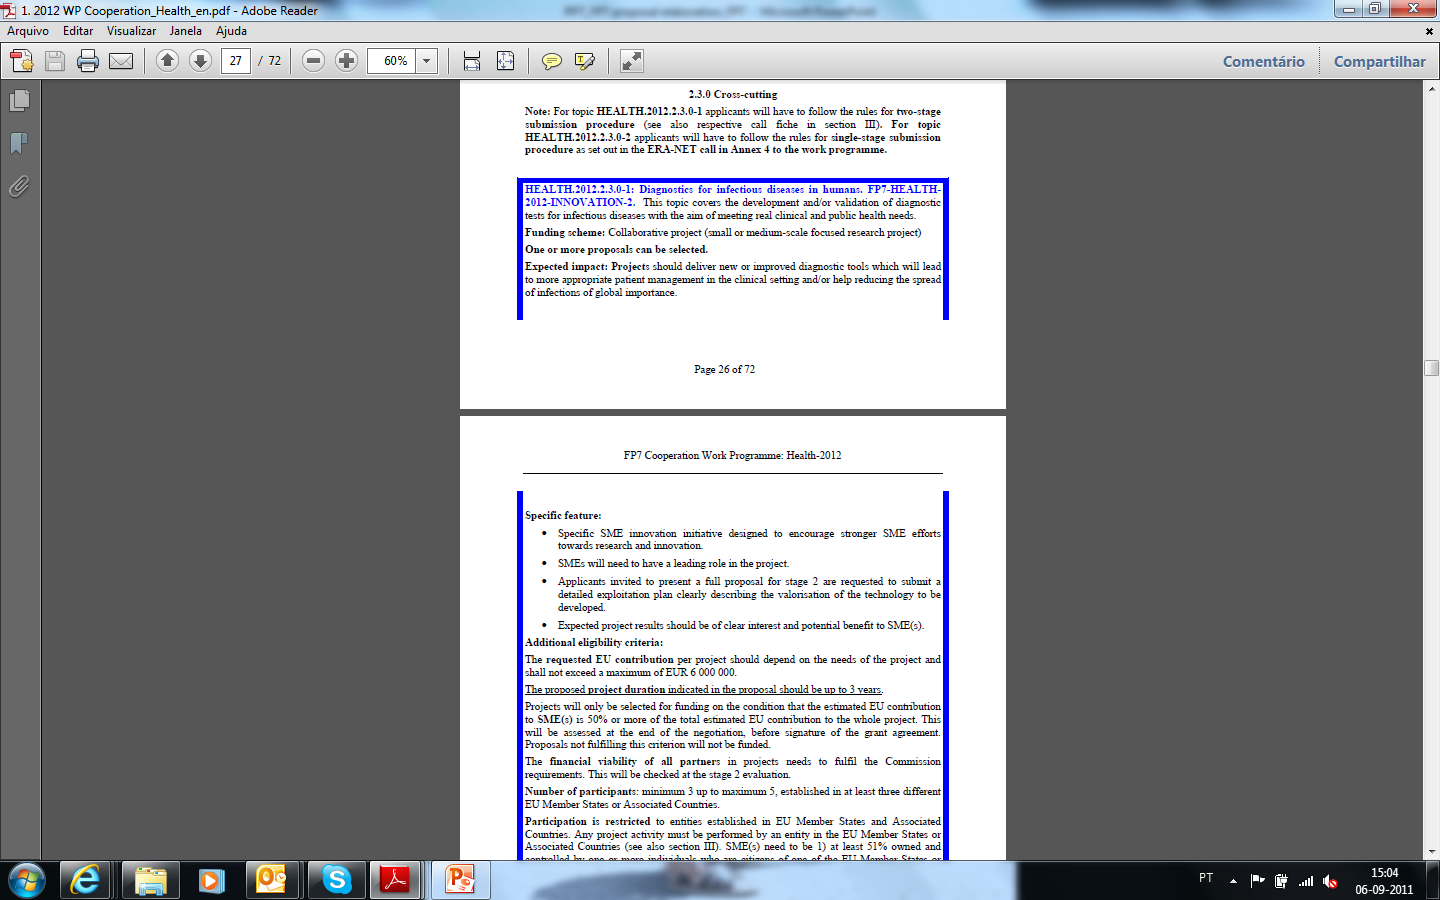 1. 2012 WP Cooperation_Health_en.pdf - Adobe Reader
Arquivo Editar Visualizar Janela Ajuda
27 / 72 60% Comentário Compartilhar
2.3.0 Cross-cutting
Note: For topic HEALTH.2012.2.3.0-1 applicants will have to follow the rules for two-stage
submission procedure (see also respective call fiche in section III). For topic
HEALTH.2012.2.3.0-2 applicants will have to follow the rules for single-stage submission
procedure as set out in the ERA-NET call in Annex 4 to the work programme.
HEALTH.2012.2.3.0-1: Diagnostics for infectious diseases in humans. FP7-HEALTH-
2012-INNOVATION-2. This topic covers the development and/or validation of diagnostic
tests for infectious diseases with the aim of meeting real clinical and public health needs.
Funding scheme: Collaborative project (small or medium-scale focused research project)
One or more proposals can be selected.
Expected impact: Projects should deliver new or improved diagnostic tools which will lead
to more appropriate patient management in the clinical setting and/or help reducing the spread
of infections of global importance.
Page 26 of 72
FP7 Cooperation Work Programme: Health-2012
Specific feature:
• Specific SME innovation initiative designed to encourage stronger SME efforts
towards research and innovation.
• SMEs will need to have a leading role in the project.
• Applicants invited to present a full proposal for stage 2 are requested to submit a
detailed exploitation plan clearly describing the valorisation of the technology to be
developed.
• Expected project results should be of clear interest and potential benefit to SME(s).
Additional eligibility criteria:
The requested EU contribution per project should depend on the needs of the project and
shall not exceed a maximum of EUR 6 000 000.
The proposed project duration indicated in the proposal should be up to 3 years.
Projects will only be selected for funding on the condition that the estimated EU contribution
to SME(s) is 50% or more of the total estimated EU contribution to the whole project. This
will be assessed at the end of the negotiation, before signature of the grant agreement.
Proposals not fulfilling this criterion will not be funded.
The financial viability of all partners in projects needs to fulfil the Commission
requirements. This will be checked at the stage 2 evaluation.
Number of participants: minimum 3 up to maximum 5, established in at least three different
EU Member States or Associated Countries.
Participation is restricted to entities established in EU Member States and Associated
Countries. Any project activity must be performed by an entity in the EU Member States or
Associated Countries (see also section III). SME(s) need to be 1) at least 51% owned and
controlled by one or more individuals who are citizens of one of the EU Member States or
PT 15:04
06-09-2011